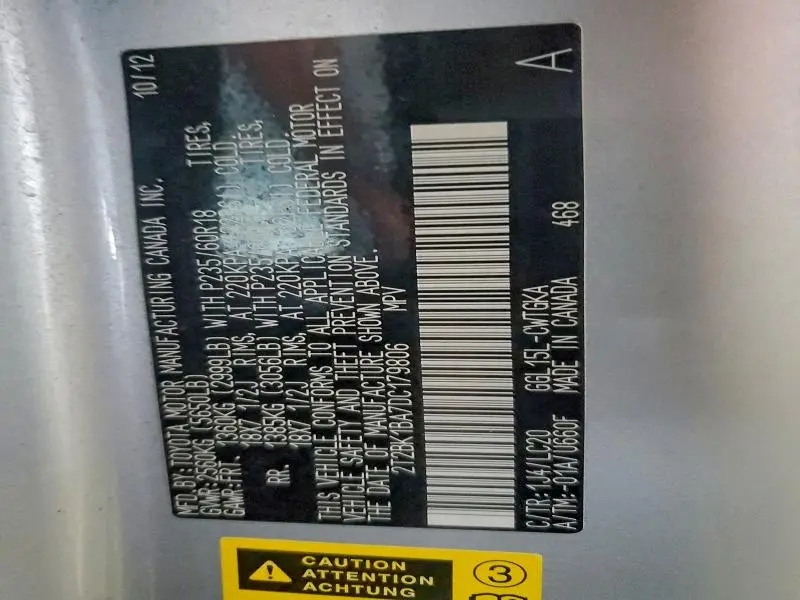 MFD.BY:TOYOTA MOTOR MANUFACTURING CANADA INC. 10/12
GVWR:2560KG (5650LB)
GAWR:FRT. 1360KG (2999LB) WITH P235/60R18 TIRES,
18X7 1/2J RIMS, AT 220KPA COLD.
RR. 1385KG (3056LB) WITH P235 TIRES,
18X7 1/2J RIMS, AT 220KPA COLD.
THIS VEHICLE CONFORMS TO ALL FEDERAL MOTOR
VEHICLE SAFETY AND THEFT PREVENTION STANDARDS IN EFFECT ON
THE DATE OF MANUFACTURE SHOWN ABOVE.
2T2BK1BA7DC179806 MPV
C/TR:1J4/LC20 GGL15L-CWTGKA 468
A/TM:-01A/U660F MADE IN CANADA
A
CAUTION
ATTENTION
ACHTUNG
3